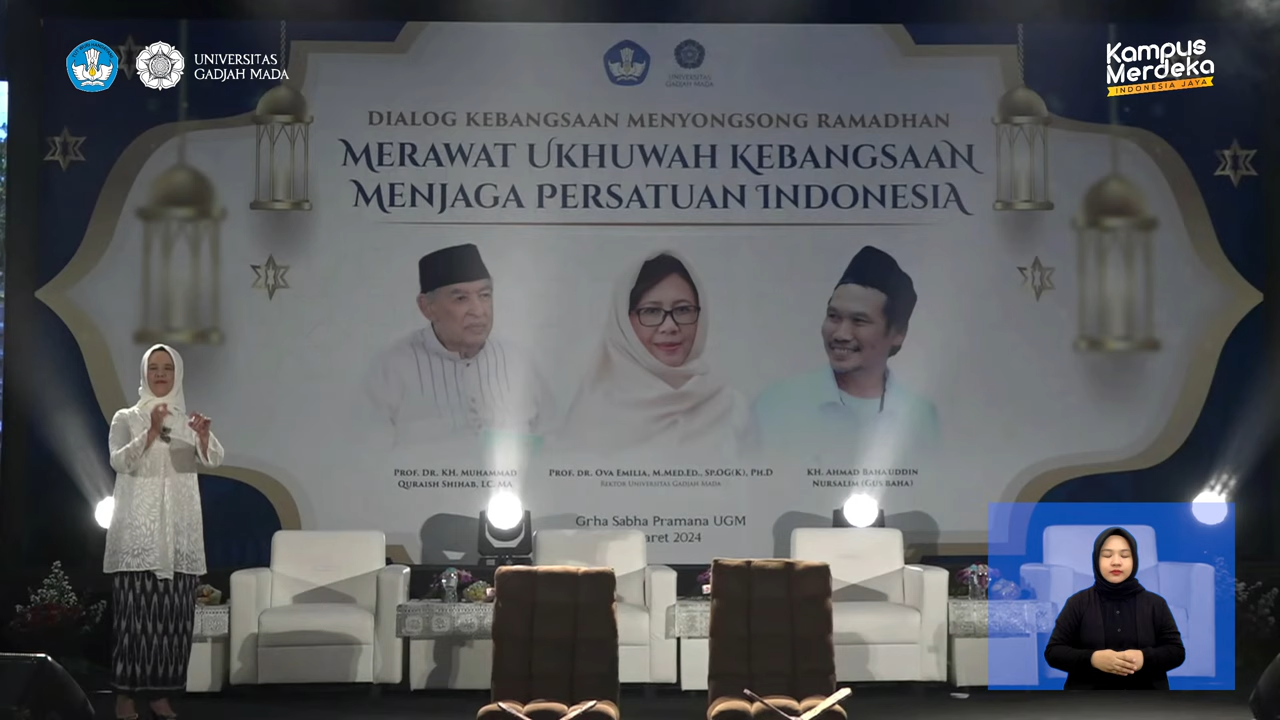 UNIVERSITAS
GADJAH MADA
Kampus
Merdeka
INDONESIA JAYA
UNIVERSITAS
GADJAH MADA
DIALOG KEBANGSAAN MENYONGSONG RAMADHAN
MERAWAT UKHUWAH KEBANGSAAN
MENJAGA PERSATUAN INDONESIA
PROF. DR. KH. MUHAMMAD
QURAISH SHIHAB, LC. MA
PROF. DR. OVA EMILIA, M.MED.ED., SP.OG(K), PH.D
REKTOR UNIVERSITAS GADJAH MADA
KH. AHMAD BAHAUDDIN
NURSALIM (GUS BAHA)
Grha Sabha Pramana UGM
aret 2024